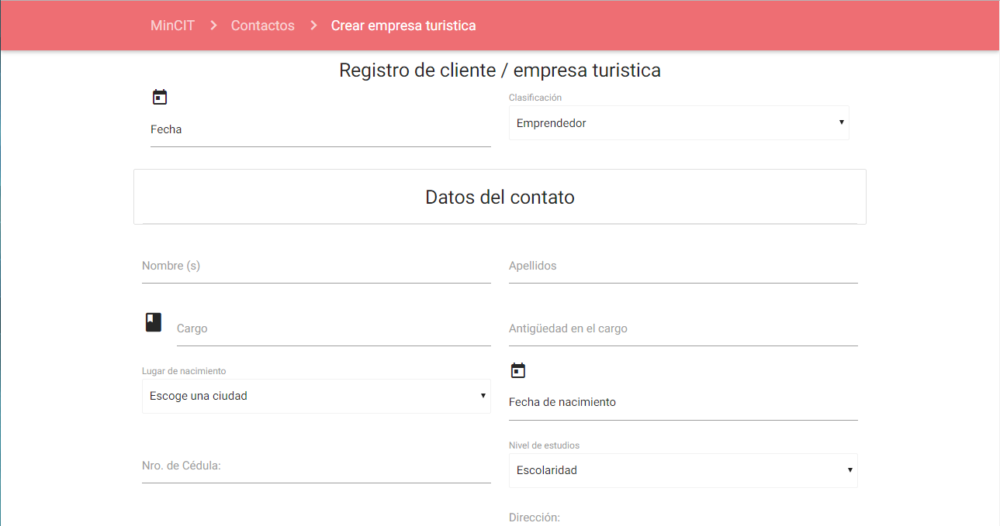 MinCIT > Contactos > Crear empresa turistica
Registro de cliente / empresa turistica
Clasificación
Fecha
Emprendedor
Datos del contato
Nombre (s)
Apellidos
Cargo
Antigüedad en el cargo
Lugar de nacimiento
Escoge una ciudad
Fecha de nacimiento
Nivel de estudios
Nro. de Cédula:
Escolaridad
Dirección: